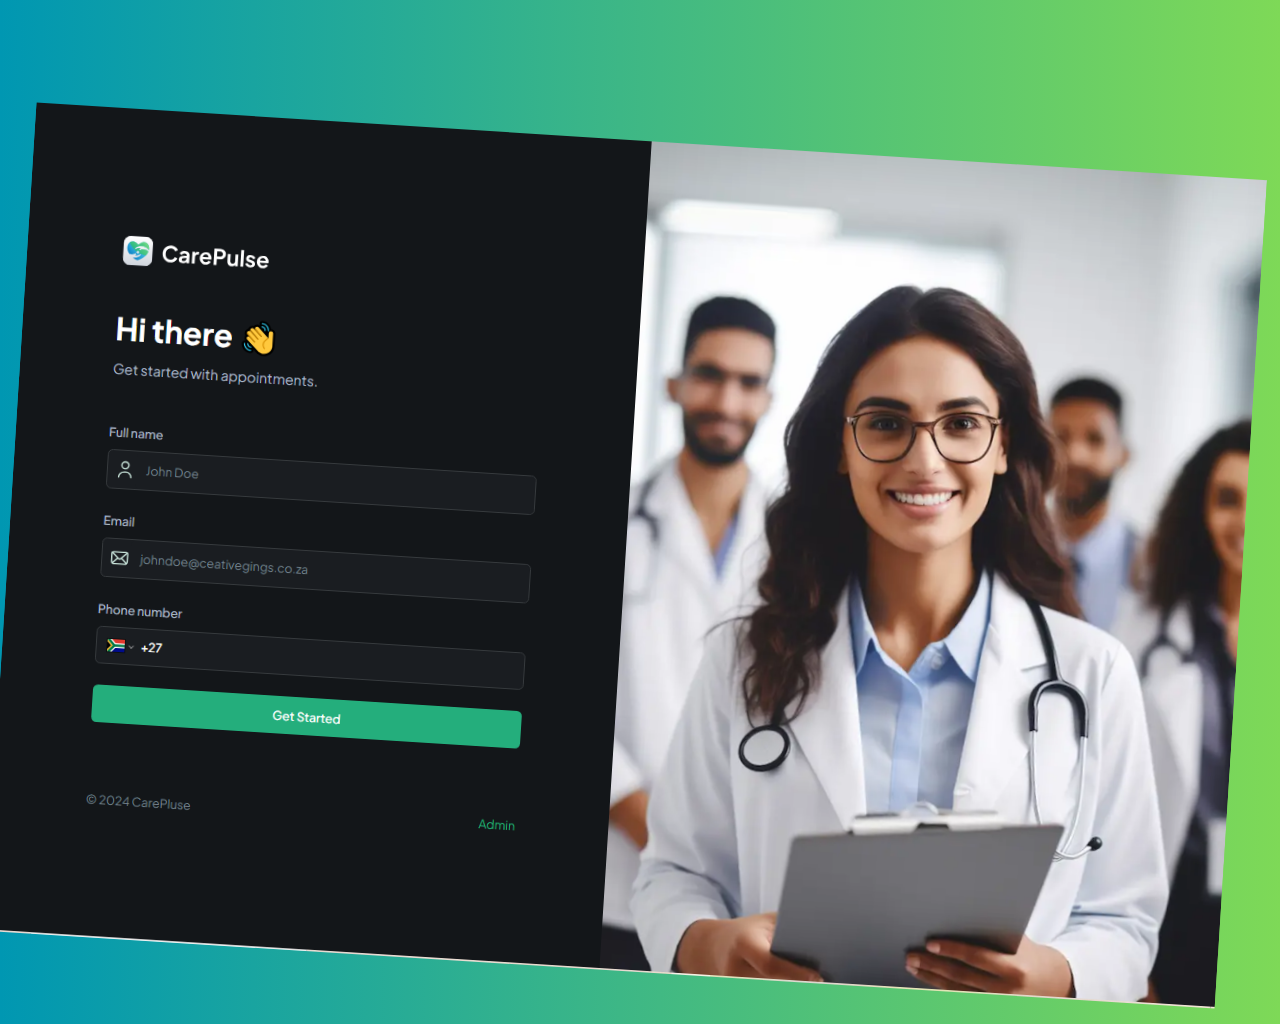 CarePulse
Hi there 👋
Get started with appointments.
Full name
John Doe
Email
johndoe@ceativegings.co.za
Phone number
+27
Get Started
© 2024 CarePluse
Admin